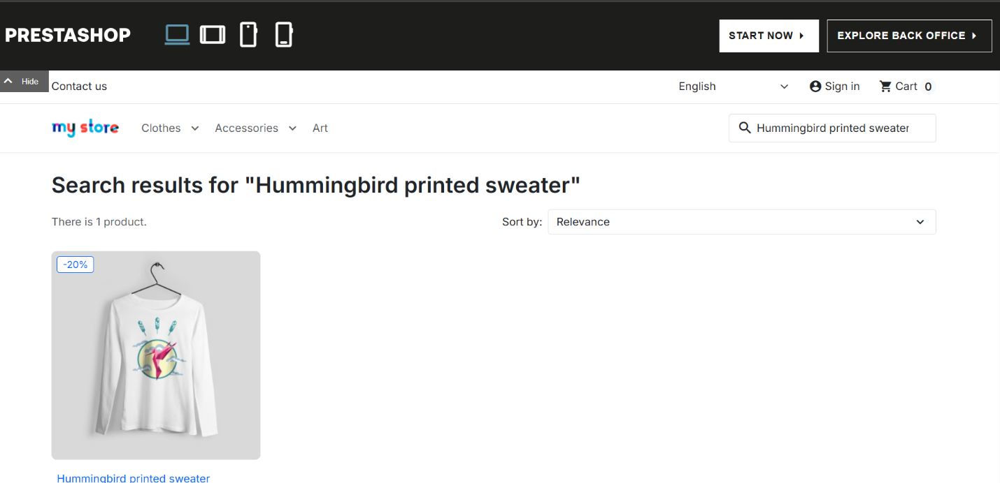 PRESTASHOP START NOW EXPLORE BACK OFFICE
Hide Contact us English Sign in Cart 0
my store Clothes Accessories Art Hummingbird printed sweater
Search results for "Hummingbird printed sweater"
There is 1 product. Sort by: Relevance
-20%
Hummingbird printed sweater